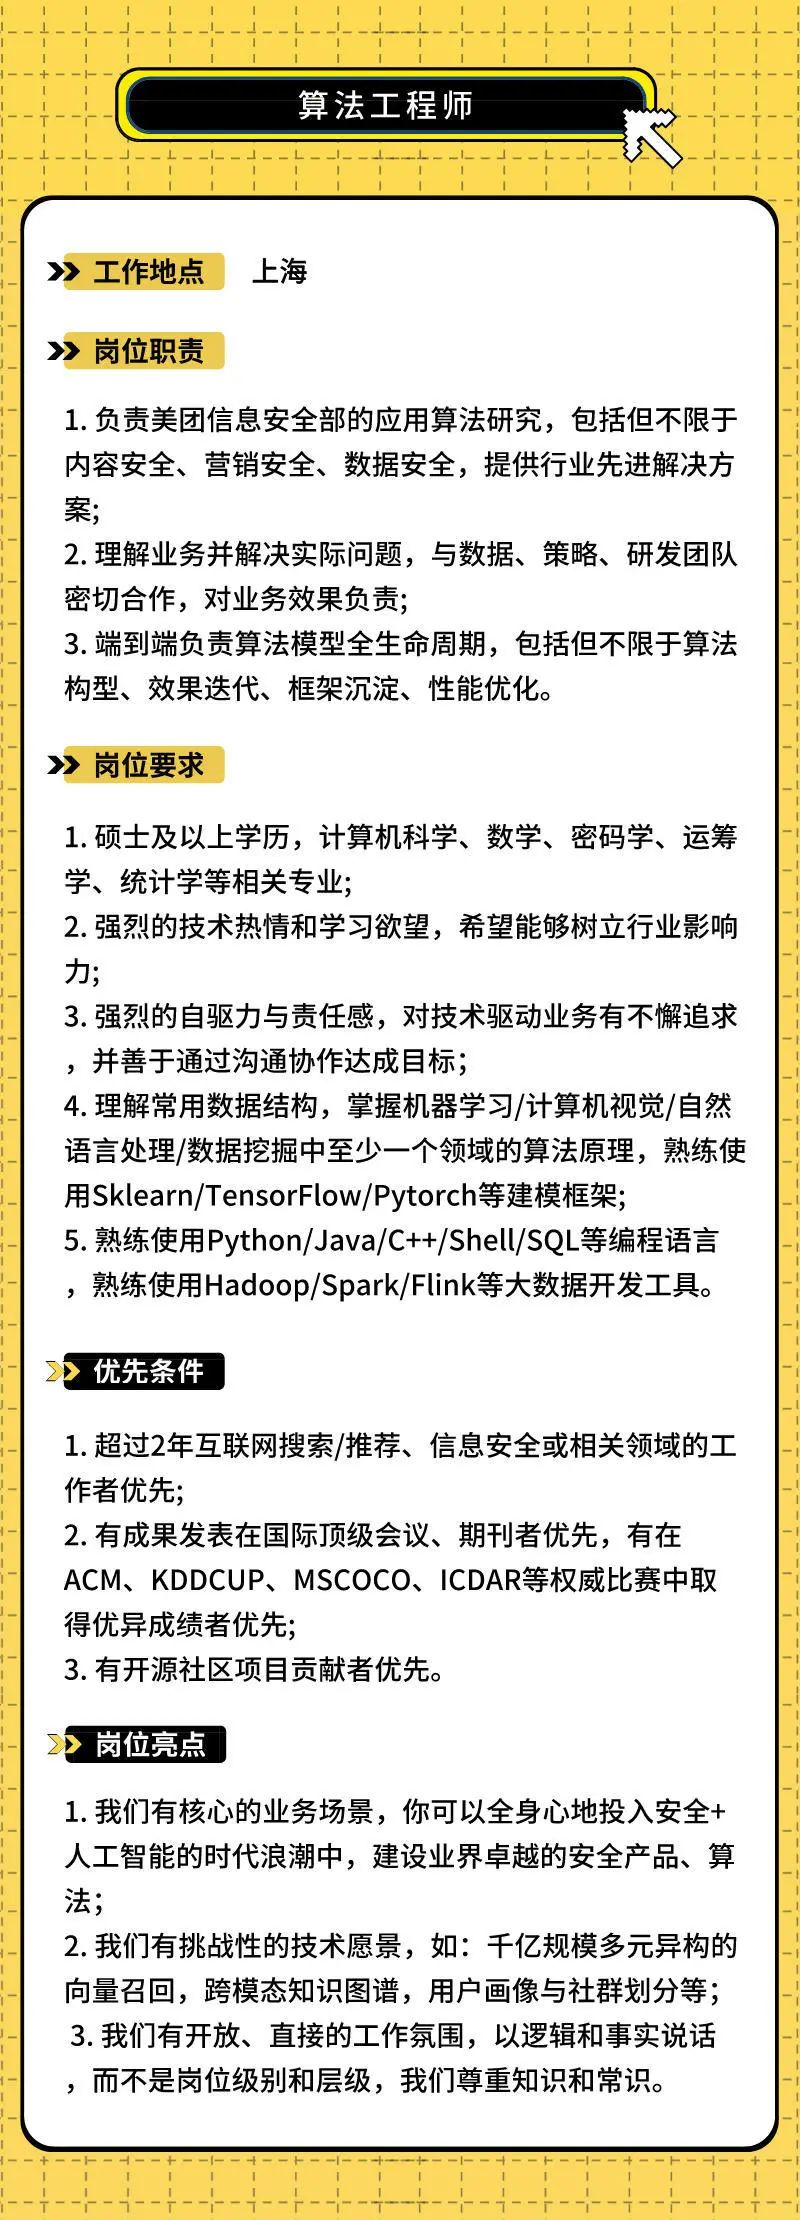 算法工程师
工作地点 上海
岗位职责
1. 负责美团信息安全部的应用算法研究，包括但不限于
内容安全、营销安全、数据安全，提供行业先进解决方
案;
2. 理解业务并解决实际问题，与数据、策略、研发团队
密切合作，对业务效果负责;
3. 端到端负责算法模型全生命周期，包括但不限于算法
构型、效果迭代、框架沉淀、性能优化。
岗位要求
1. 硕士及以上学历，计算机科学、数学、密码学、运筹
学、统计学等相关专业;
2. 强烈的技术热情和学习欲望，希望能够树立行业影响
力;
3. 强烈的自驱力与责任感，对技术驱动业务有不懈追求
，并善于通过沟通协作达成目标；
4. 理解常用数据结构，掌握机器学习/计算机视觉/自然
语言处理/数据挖掘中至少一个领域的算法原理，熟练使
用Sklearn/TensorFlow/Pytorch等建模框架;
5. 熟练使用Python/Java/C++/Shell/SQL等编程语言
，熟练使用Hadoop/Spark/Flink等大数据开发工具。
优先条件
1. 超过2年互联网搜索/推荐、信息安全或相关领域的工
作者优先;
2. 有成果发表在国际顶级会议、期刊者优先，有在
ACM、KDDCUP、MSCOCO、ICDAR等权威比赛中取
得优异成绩者优先;
3. 有开源社区项目贡献者优先。
岗位亮点
1. 我们有核心的业务场景，你可以全身心地投入安全+
人工智能的时代浪潮中，建设业界卓越的安全产品、算
法；
2. 我们有挑战性的技术愿景，如：千亿规模多元异构的
向量召回，跨模态知识图谱，用户画像与社群划分等；
3. 我们有开放、直接的工作氛围，以逻辑和事实说话
，而不是岗位级别和层级，我们尊重知识和常识。